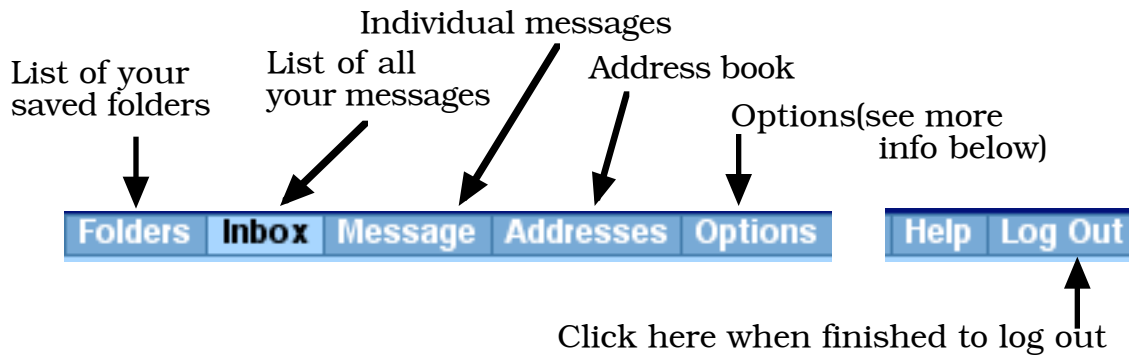 Individual messages
List of your
saved folders
List of all
your messages
Address book
Options(see more
info below)
Folders Inbox Message Addresses Options Help Log Out
Click here when finished to log out